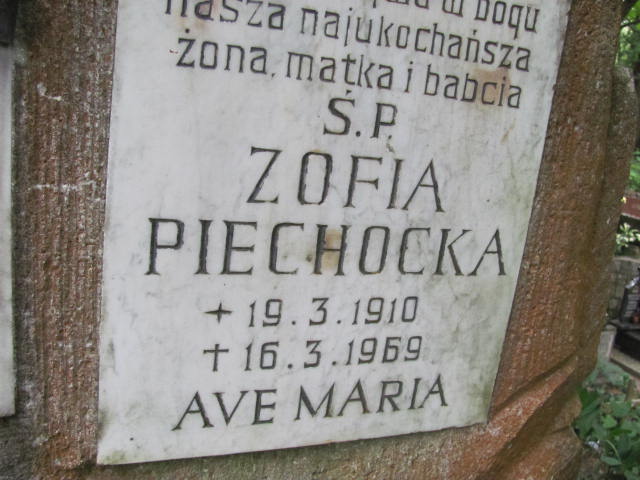 w bogu
nasza najukochańsza
żona, matka i babcia
Ś.P.
ZOFIA
PIECHOCKA
+ 19.3.1910
† 16.3.1969
AVE MARIA